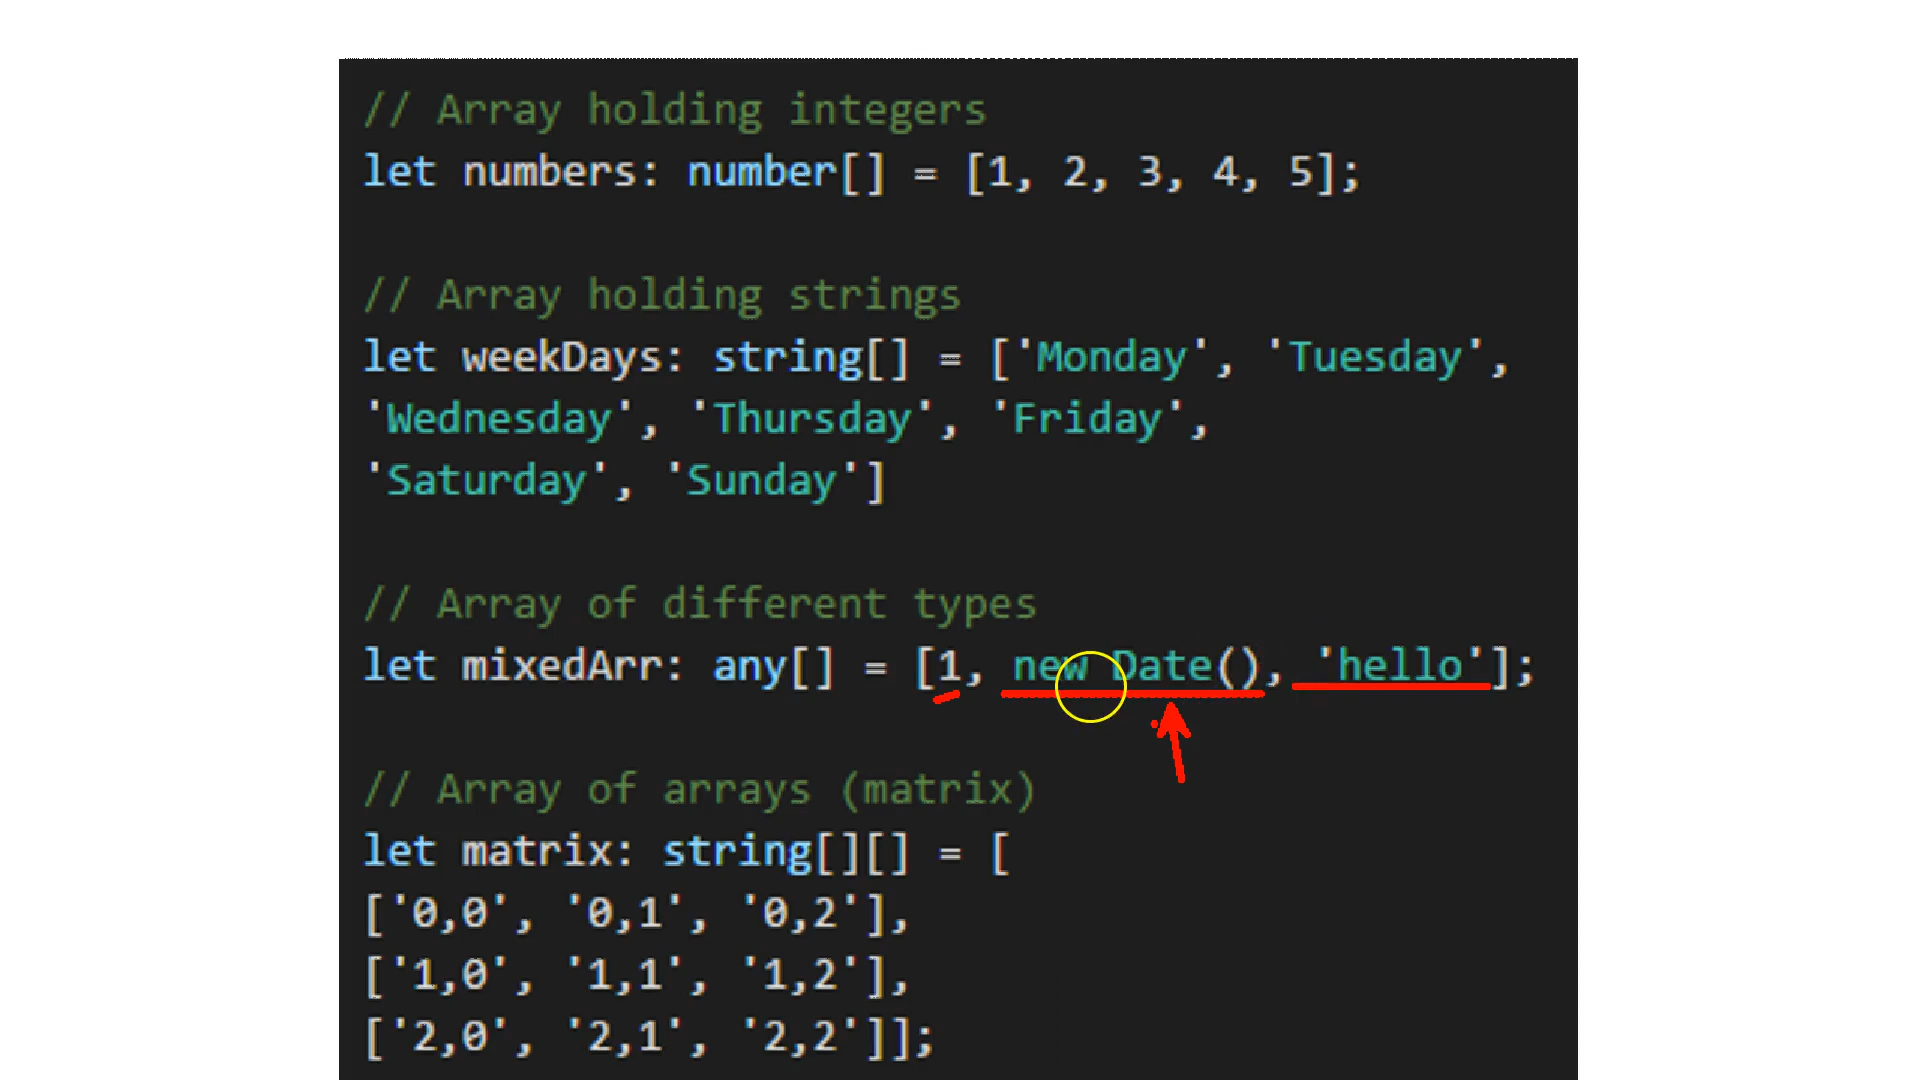 // Array holding integers
let numbers: number[] = [1, 2, 3, 4, 5];
// Array holding strings
let weekDays: string[] = ['Monday', 'Tuesday',
'Wednesday', 'Thursday', 'Friday',
'Saturday', 'Sunday']
// Array of different types
let mixedArr: any[] = [1, new Date(), 'hello'];
// Array of arrays (matrix)
let matrix: string[][] = [
['0,0', '0,1', '0,2'],
['1,0', '1,1', '1,2'],
['2,0', '2,1', '2,2']];